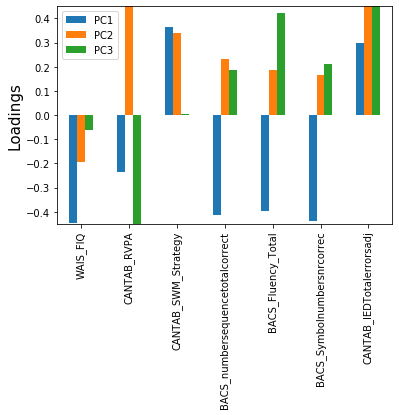 PC1
PC2
PC3
Loadings
0.4
0.3
0.2
0.1
0.0
−0.1
−0.2
−0.3
−0.4
WAIS_FIQ
CANTAB_RVPA
CANTAB_SWM_Strategy
BACS_numbersequencetotalcorrect
BACS_Fluency_Total
BACS_Symbolnumbersnrcorrec
CANTAB_IEDTotalerrorsadj